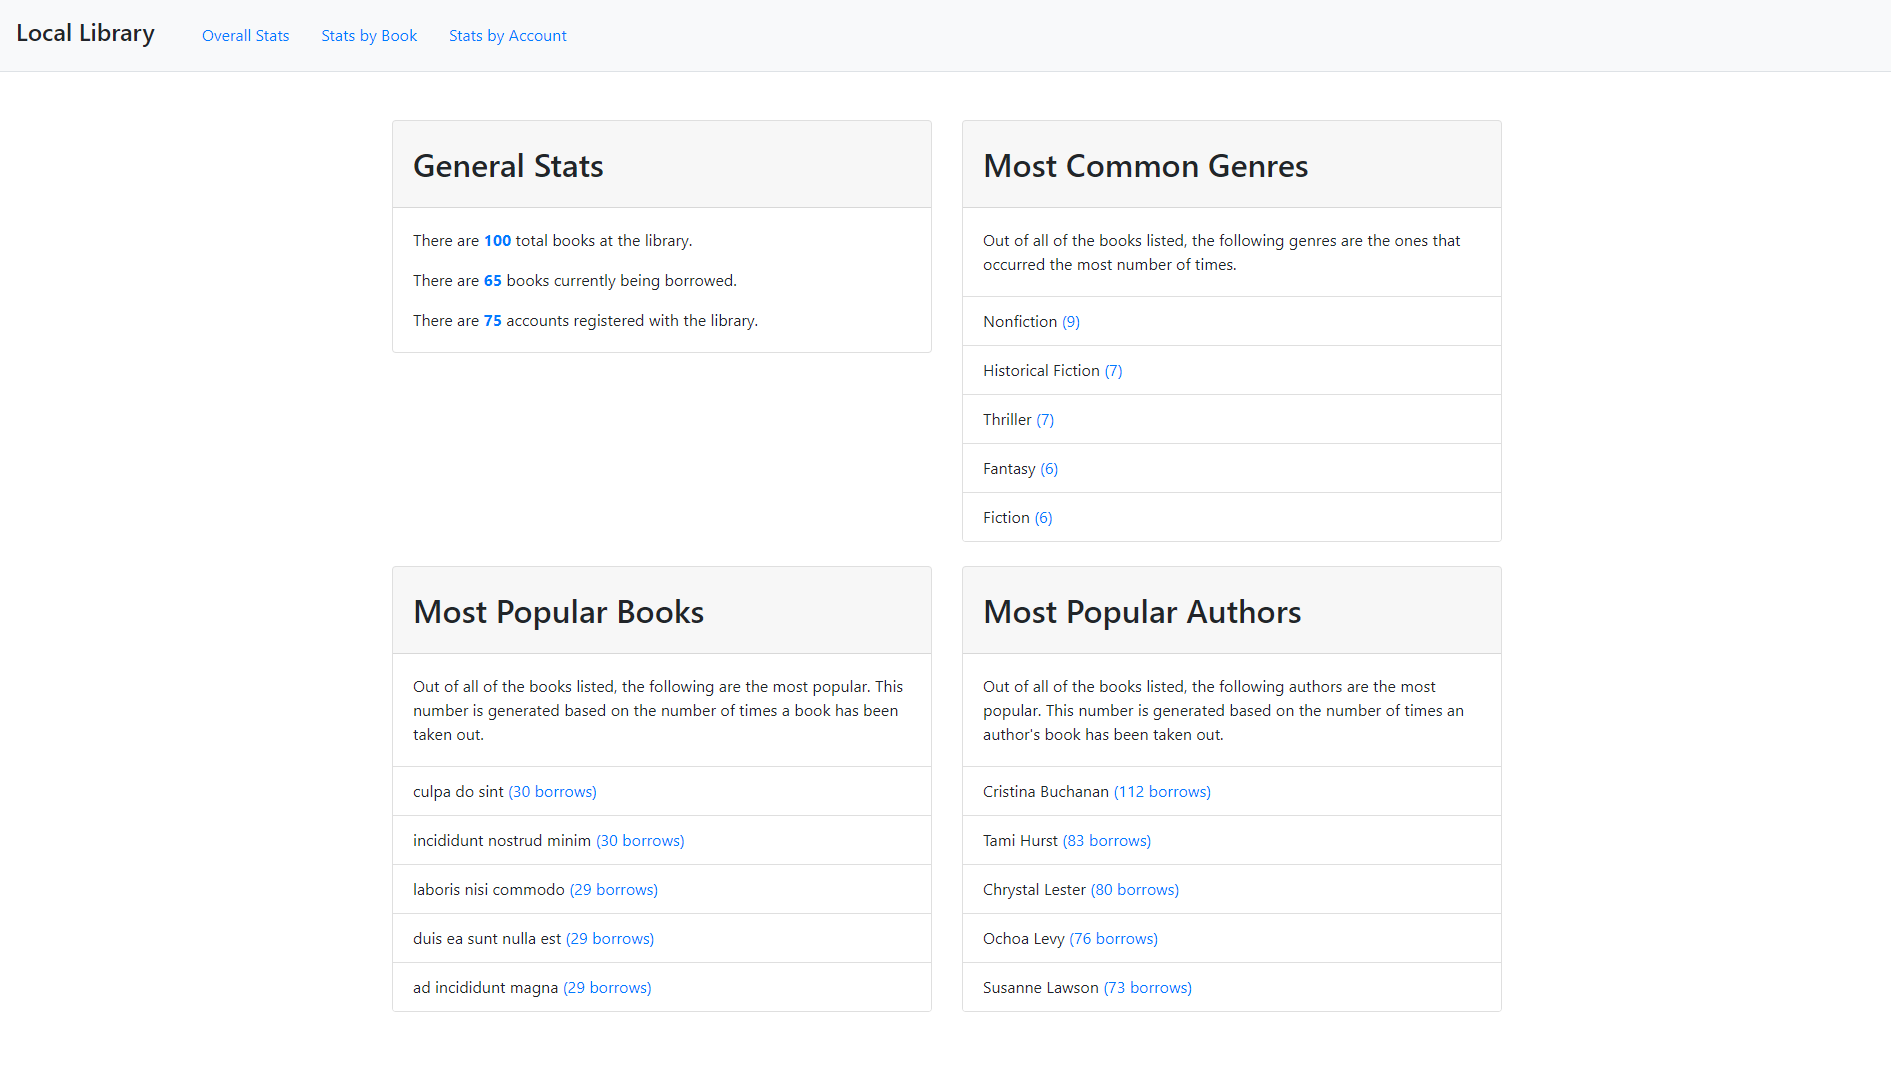 Local Library
Overall Stats
Stats by Book
Stats by Account
General Stats
There are 100 total books at the library.
There are 65 books currently being borrowed.
There are 75 accounts registered with the library.
Most Common Genres
Out of all of the books listed, the following genres are the ones that
occurred the most number of times.
Nonfiction (9)
Historical Fiction (7)
Thriller (7)
Fantasy (6)
Fiction (6)
Most Popular Books
Out of all of the books listed, the following are the most popular. This
number is generated based on the number of times a book has been
taken out.
culpa do sint (30 borrows)
incididunt nostrud minim (30 borrows)
laboris nisi commodo (29 borrows)
duis ea sunt nulla est (29 borrows)
ad incididunt magna (29 borrows)
Most Popular Authors
Out of all of the books listed, the following authors are the most
popular. This number is generated based on the number of times an
author's book has been taken out.
Cristina Buchanan (112 borrows)
Tami Hurst (83 borrows)
Chrystal Lester (80 borrows)
Ochoa Levy (76 borrows)
Susanne Lawson (73 borrows)